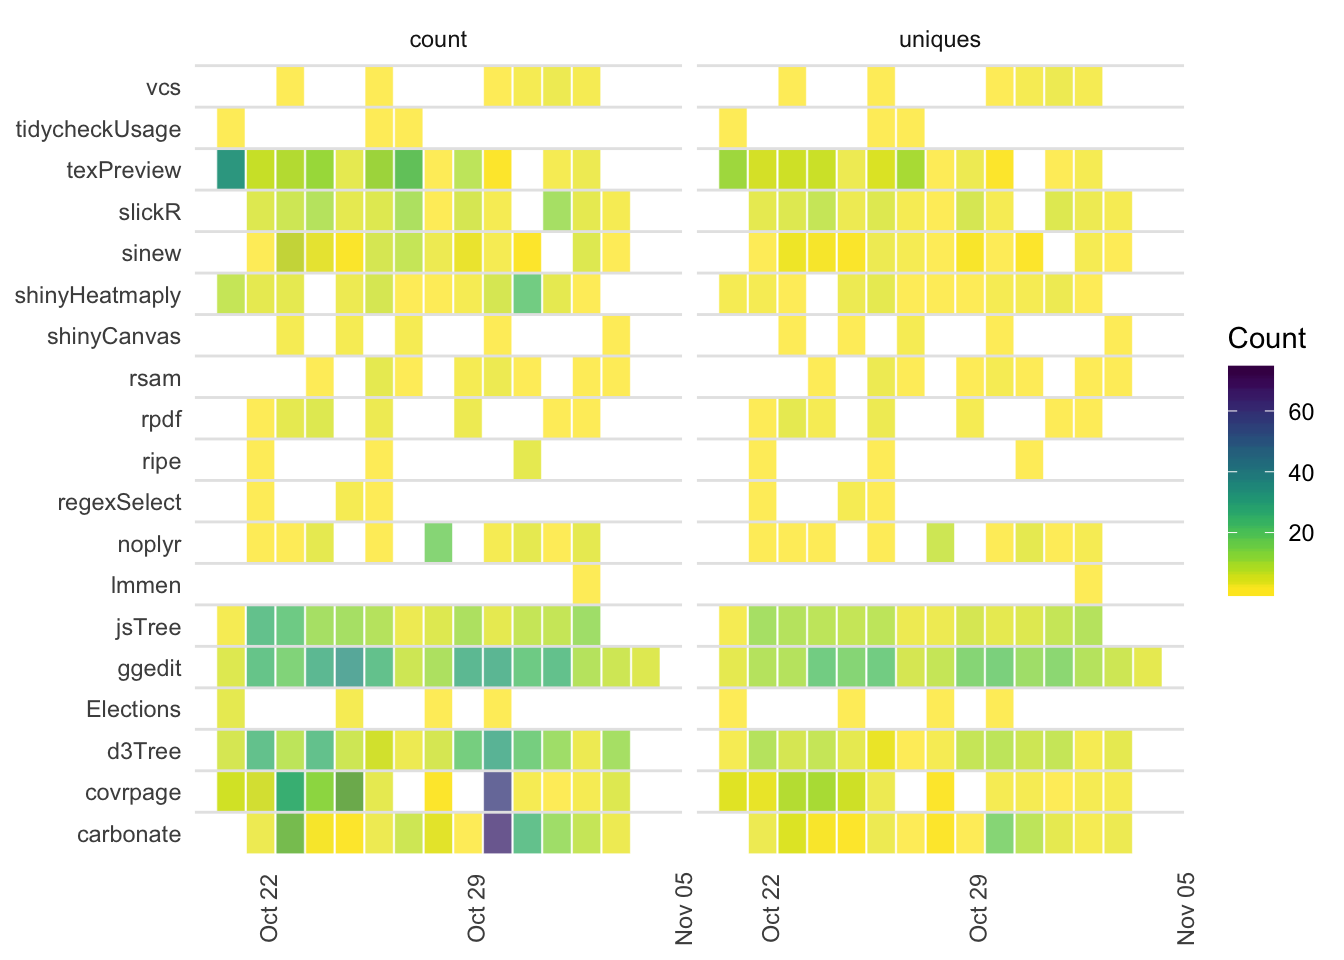 count uniques
vcs
tidycheckUsage
texPreview
slickR
sinew
shinyHeatmaply
shinyCanvas
rsam
rpdf
ripe
regexSelect
noplyr
lmmen
jsTree
ggedit
Elections
d3Tree
covrpage
carbonate
Oct 22 Oct 29 Nov 05 Oct 22 Oct 29 Nov 05
Count
60
40
20